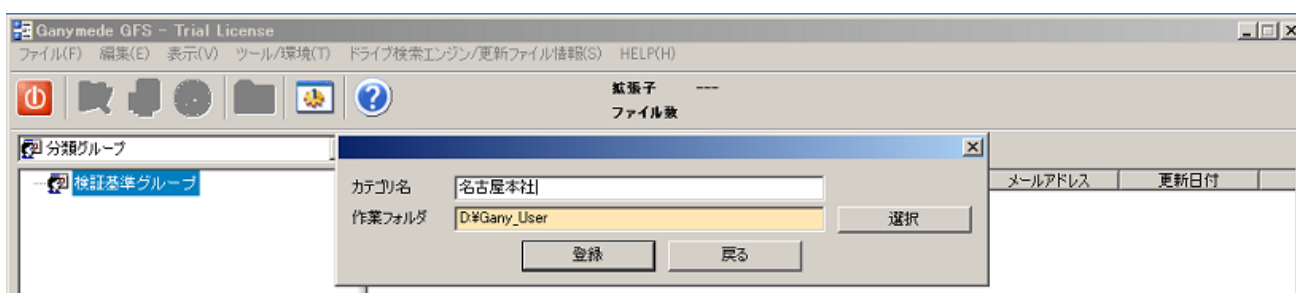 Ganymede GFS - Trial License
ファイル(F) 編集(E) 表示(V) ツール/環境(T) ドライブ検索エンジン/更新ファイル情報(S) HELP(H)
拡張子 ---
ファイル数
分類グループ
検証基準グループ
メールアドレス 更新日付
カテゴリ名 名古屋本社
作業フォルダ D:¥Gany_User 選択
登録 戻る